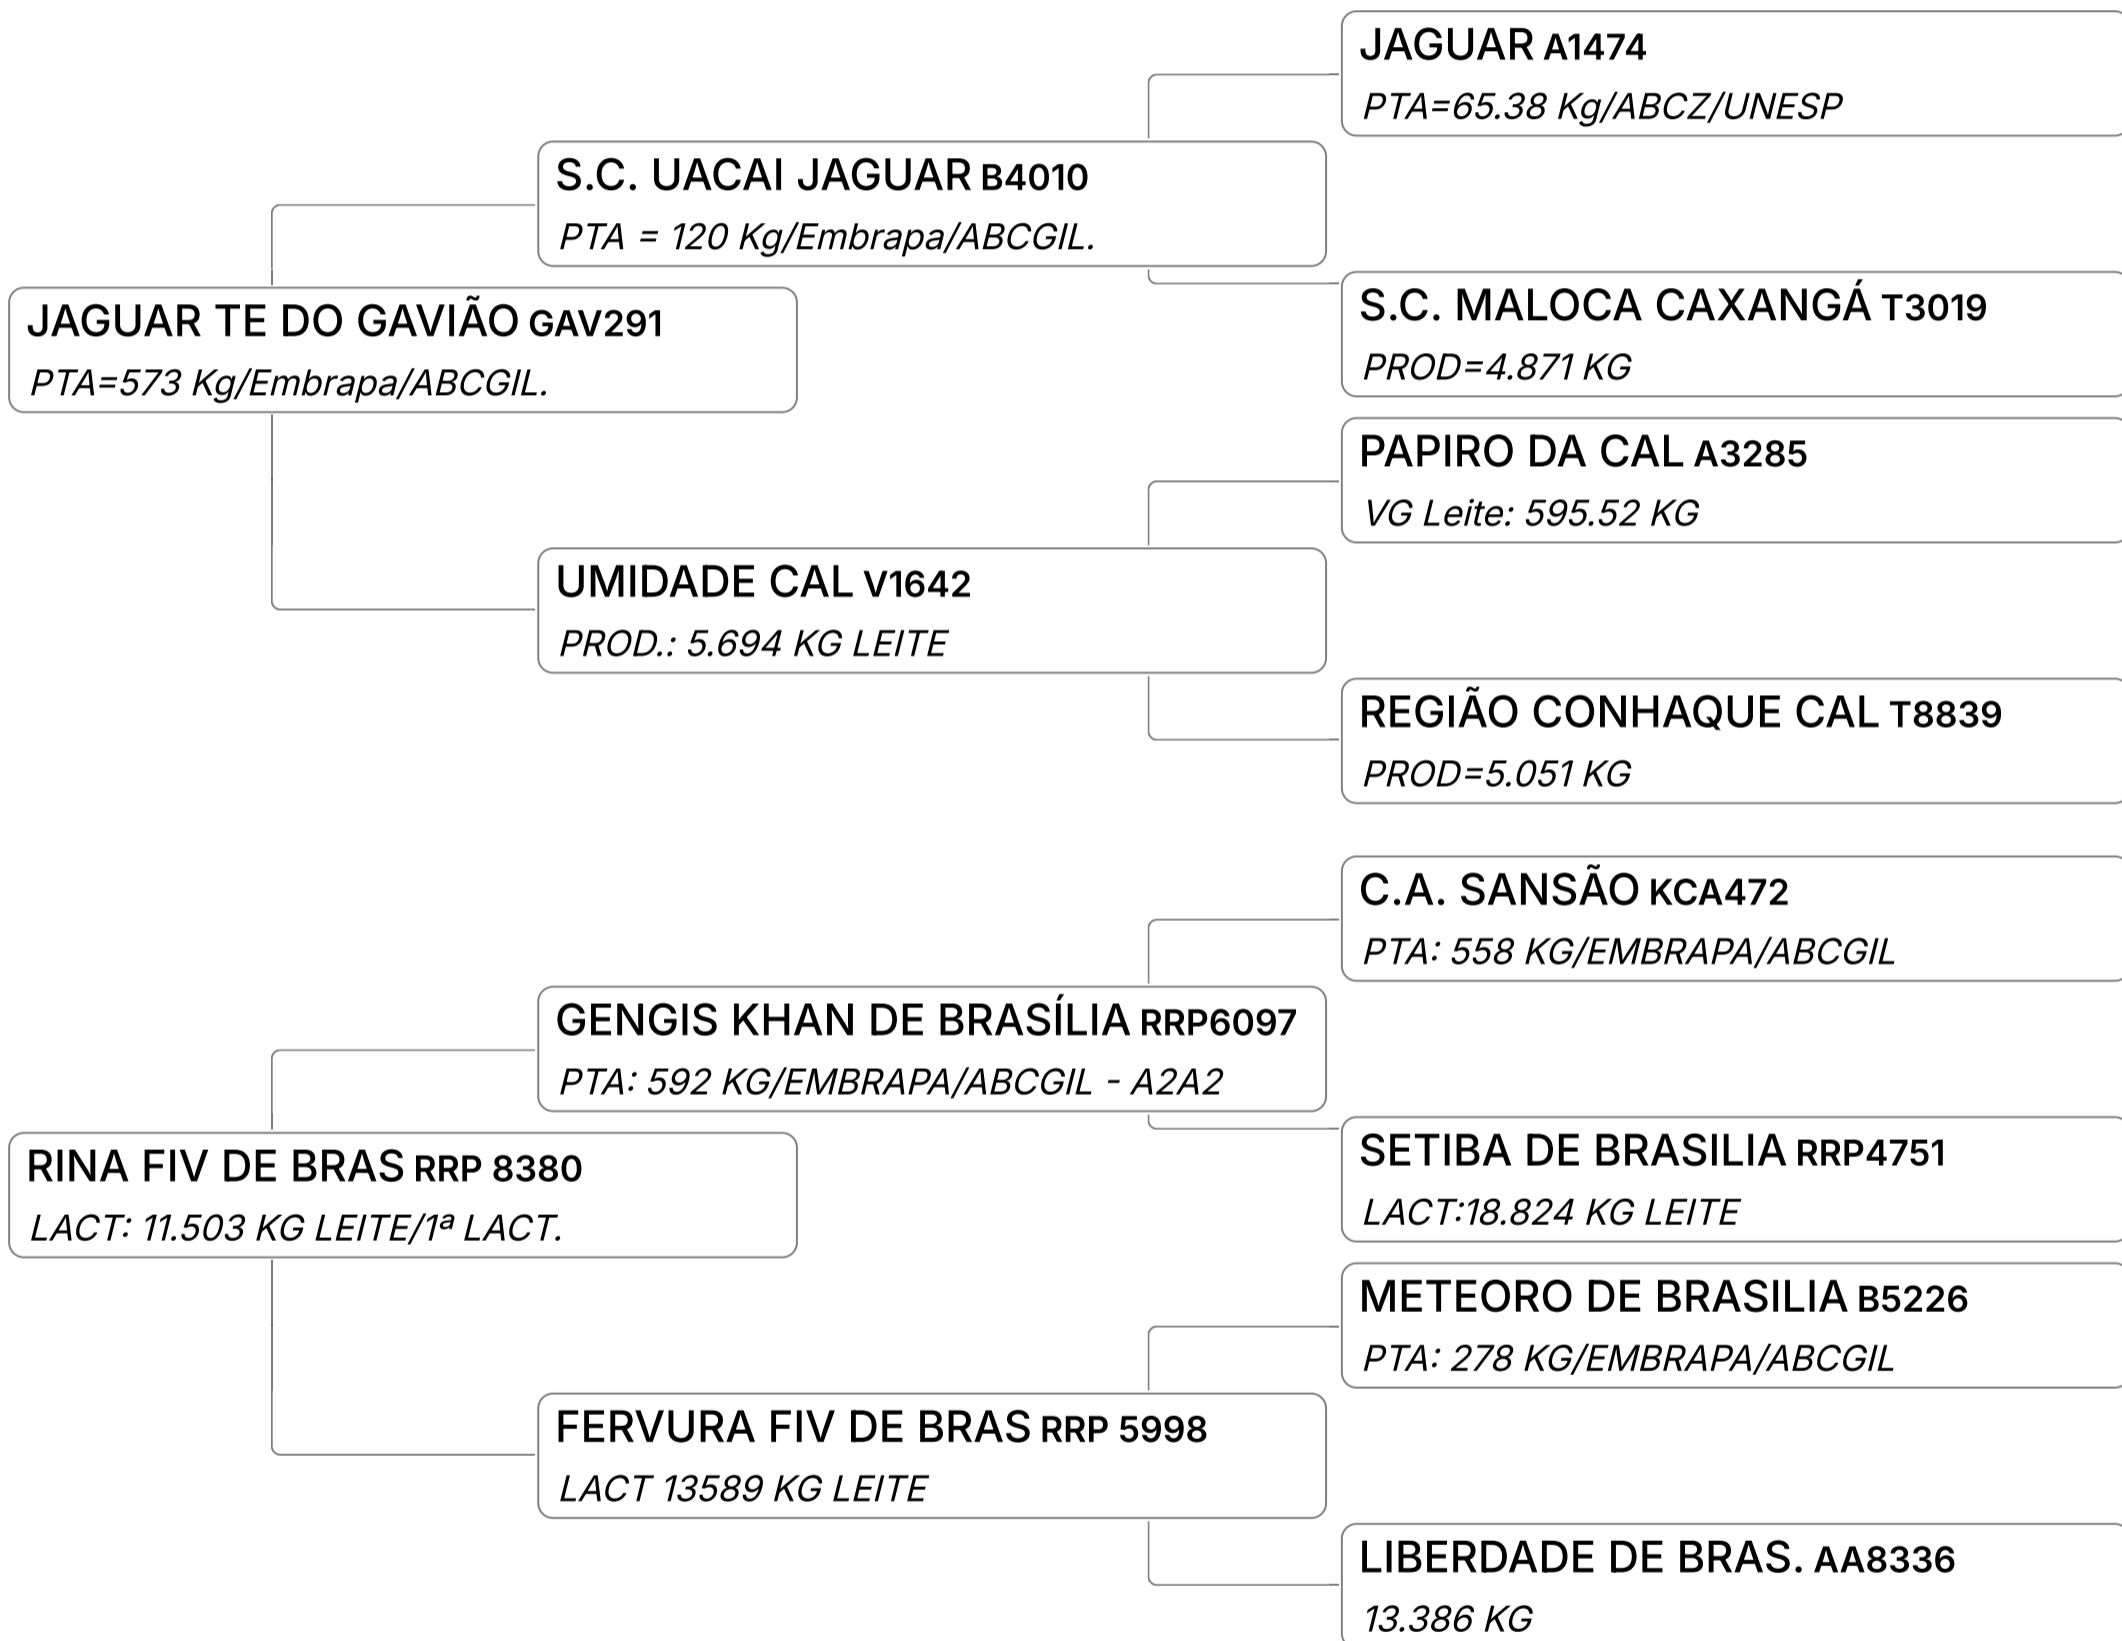 JAGUAR A1474
PTA=65.38 Kg/ABCZ/UNESP
S.C. UACAI JAGUAR B4010
PTA = 120 Kg/Embrapa/ABCGIL.
S.C. MALOCA CAXANGÁ T3019
PROD=4.871 KG
JAGUAR TE DO GAVIÃO GAV291
PTA=573 Kg/Embrapa/ABCGIL.
PAPIRO DA CAL A3285
VG Leite: 595.52 KG
UMIDADE CAL V1642
PROD.: 5.694 KG LEITE
REGIÃO CONHAQUE CAL T8839
PROD=5.051 KG
C.A. SANSÃO KCA472
PTA: 558 KG/EMBRAPA/ABCGIL
GENGIS KHAN DE BRASÍLIA RRP6097
PTA: 592 KG/EMBRAPA/ABCGIL - A2A2
SETIBA DE BRASILIA RRP4751
LACT:18.824 KG LEITE
RINA FIV DE BRAS RRP 8380
LACT: 11.503 KG LEITE/1ª LACT.
METEORO DE BRASILIA B5226
PTA: 278 KG/EMBRAPA/ABCGIL
FERVURA FIV DE BRAS RRP 5998
LACT 13589 KG LEITE
LIBERDADE DE BRAS. AA8336
13.386 KG